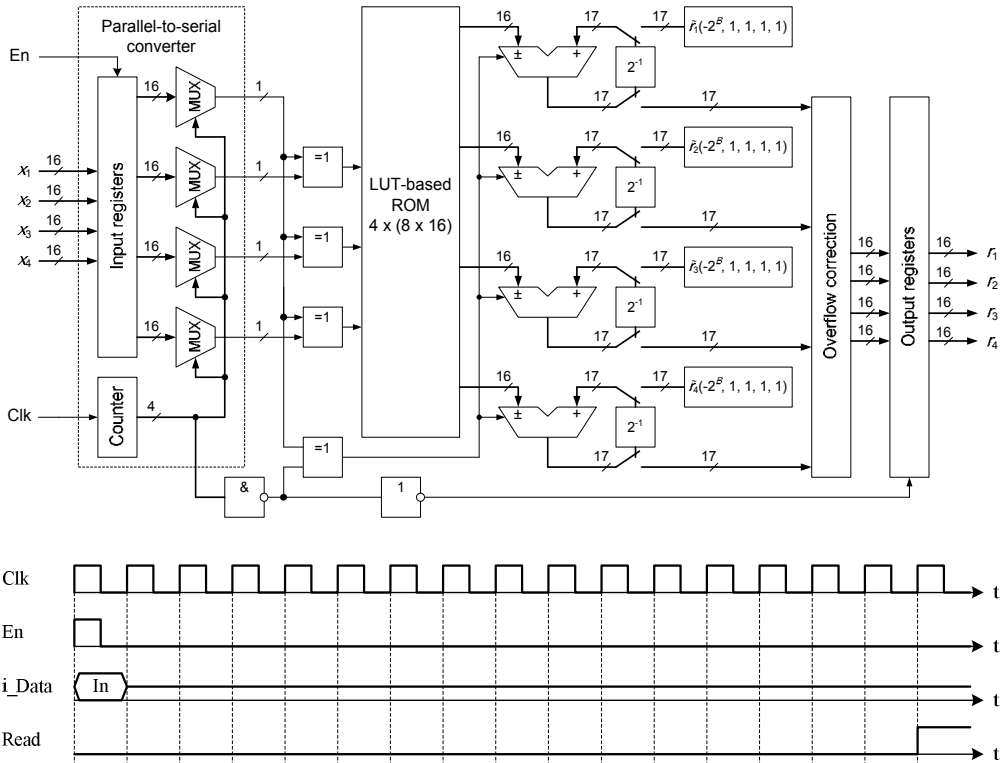 Parallel-to-serial
converter
En
Input registers
16
MUX
1
16
MUX
1
16
MUX
1
16
MUX
1
x1 16
x2 16
x3 16
x4 16
Clk
Counter
4
=1
=1
=1
=1
&
1
LUT-based
ROM
4 x (8 x 16)
16 17 17
± +
2⁻¹
r̃1(-2ᴮ, 1, 1, 1, 1)
17 17
16 17 17
± +
2⁻¹
r̃2(-2ᴮ, 1, 1, 1, 1)
17 17
16 17 17
± +
2⁻¹
r̃3(-2ᴮ, 1, 1, 1, 1)
17 17
16 17 17
± +
2⁻¹
r̃4(-2ᴮ, 1, 1, 1, 1)
17 17
Overflow correction
16
16
16
16
Output registers
16 r1
16 r2
16 r3
16 r4
Clk t
En t
i_Data In t
Read t